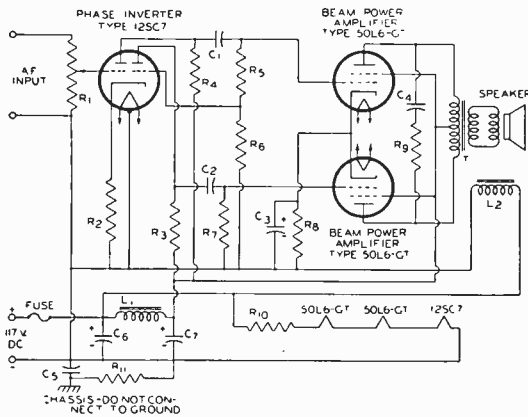 PHASE INVERTER
TYPE 12SC7
BEAM POWER
AMPLIFIER
TYPE 50L6-GT
C1
R4
R5
C4
SPEAKER
AF
INPUT
R1
R6
R9
T
C2
L2
R2
R3
R7
C3
+
-
R8
BEAM POWER
AMPLIFIER
TYPE 50L6-GT
FUSE
L1
+
117 V.
DC
-
+
-
C6
+
-
C7
R10
50L6-GT
50L6-GT
12SC7
C5
R11
CHASSIS-DO NOT CON-
NECT TO GROUND